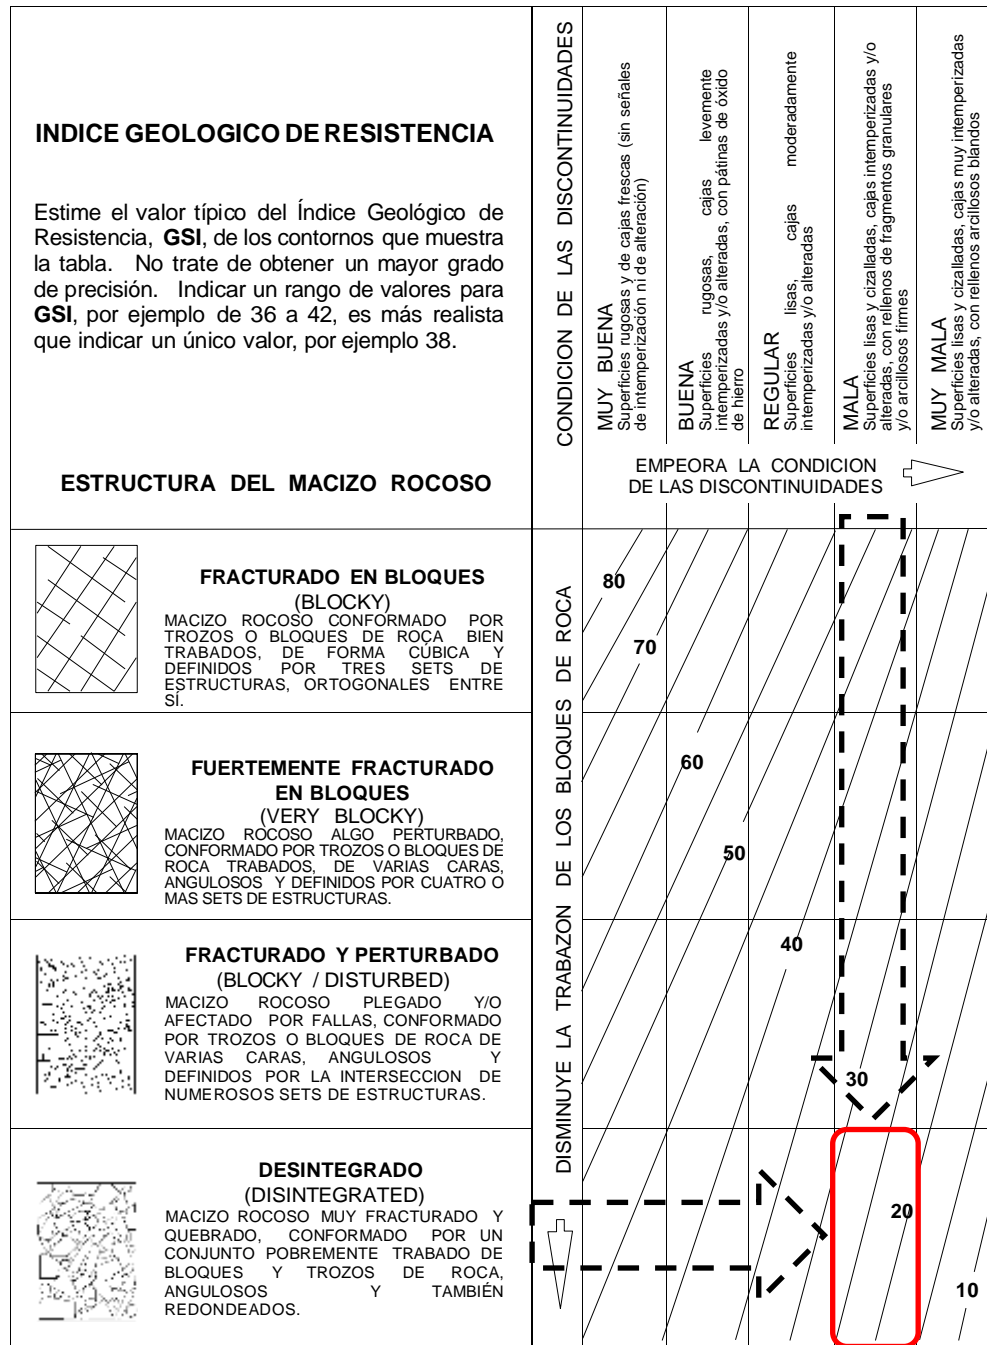 INDICE GEOLOGICO DE RESISTENCIA
Estime el valor típico del Índice Geológico de
Resistencia, GSI, de los contornos que muestra
la tabla. No trate de obtener un mayor grado
de precisión. Indicar un rango de valores para
GSI, por ejemplo de 36 a 42, es más realista
que indicar un único valor, por ejemplo 38.
ESTRUCTURA DEL MACIZO ROCOSO
CONDICION DE LAS DISCONTINUIDADES
MUY BUENA
Superficies rugosas y de cajas frescas (sin señales
de intemperización ni de alteración)
BUENA
Superficies rugosas, cajas levemente
intemperizadas y/o alteradas, con pátinas de óxido
de hierro
REGULAR
Superficies lisas, cajas moderadamente
intemperizadas y/o alteradas
MALA
Superficies lisas y cizalladas, cajas intemperizadas y/o
alteradas, con rellenos de fragmentos granulares
y/o arcillosos firmes
MUY MALA
Superficies lisas y cizalladas, cajas muy intemperizadas
y/o alteradas, con rellenos arcillosos blandos
EMPEORA LA CONDICION
DE LAS DISCONTINUIDADES
FRACTURADO EN BLOQUES
(BLOCKY)
MACIZO ROCOSO CONFORMADO POR
TROZOS O BLOQUES DE ROCA BIEN
TRABADOS, DE FORMA CÚBICA Y
DEFINIDOS POR TRES SETS DE
ESTRUCTURAS, ORTOGONALES ENTRE
SÍ.
FUERTEMENTE FRACTURADO
EN BLOQUES
(VERY BLOCKY)
MACIZO ROCOSO ALGO PERTURBADO,
CONFORMADO POR TROZOS O BLOQUES DE
ROCA TRABADOS, DE VARIAS CARAS,
ANGULOSOS Y DEFINIDOS POR CUATRO O
MAS SETS DE ESTRUCTURAS.
FRACTURADO Y PERTURBADO
(BLOCKY / DISTURBED)
MACIZO ROCOSO PLEGADO Y/O
AFECTADO POR FALLAS, CONFORMADO
POR TROZOS O BLOQUES DE ROCA DE
VARIAS CARAS, ANGULOSOS Y
DEFINIDOS POR LA INTERSECCION DE
NUMEROSOS SETS DE ESTRUCTURAS.
DESINTEGRADO
(DISINTEGRATED)
MACIZO ROCOSO MUY FRACTURADO Y
QUEBRADO, CONFORMADO POR UN
CONJUNTO POBREMENTE TRABADO DE
BLOQUES Y TROZOS DE ROCA,
ANGULOSOS Y TAMBIÉN
REDONDEADOS.
DISMINUYE LA TRABAZON DE LOS BLOQUES DE ROCA
80
70
60
50
40
30
20
10